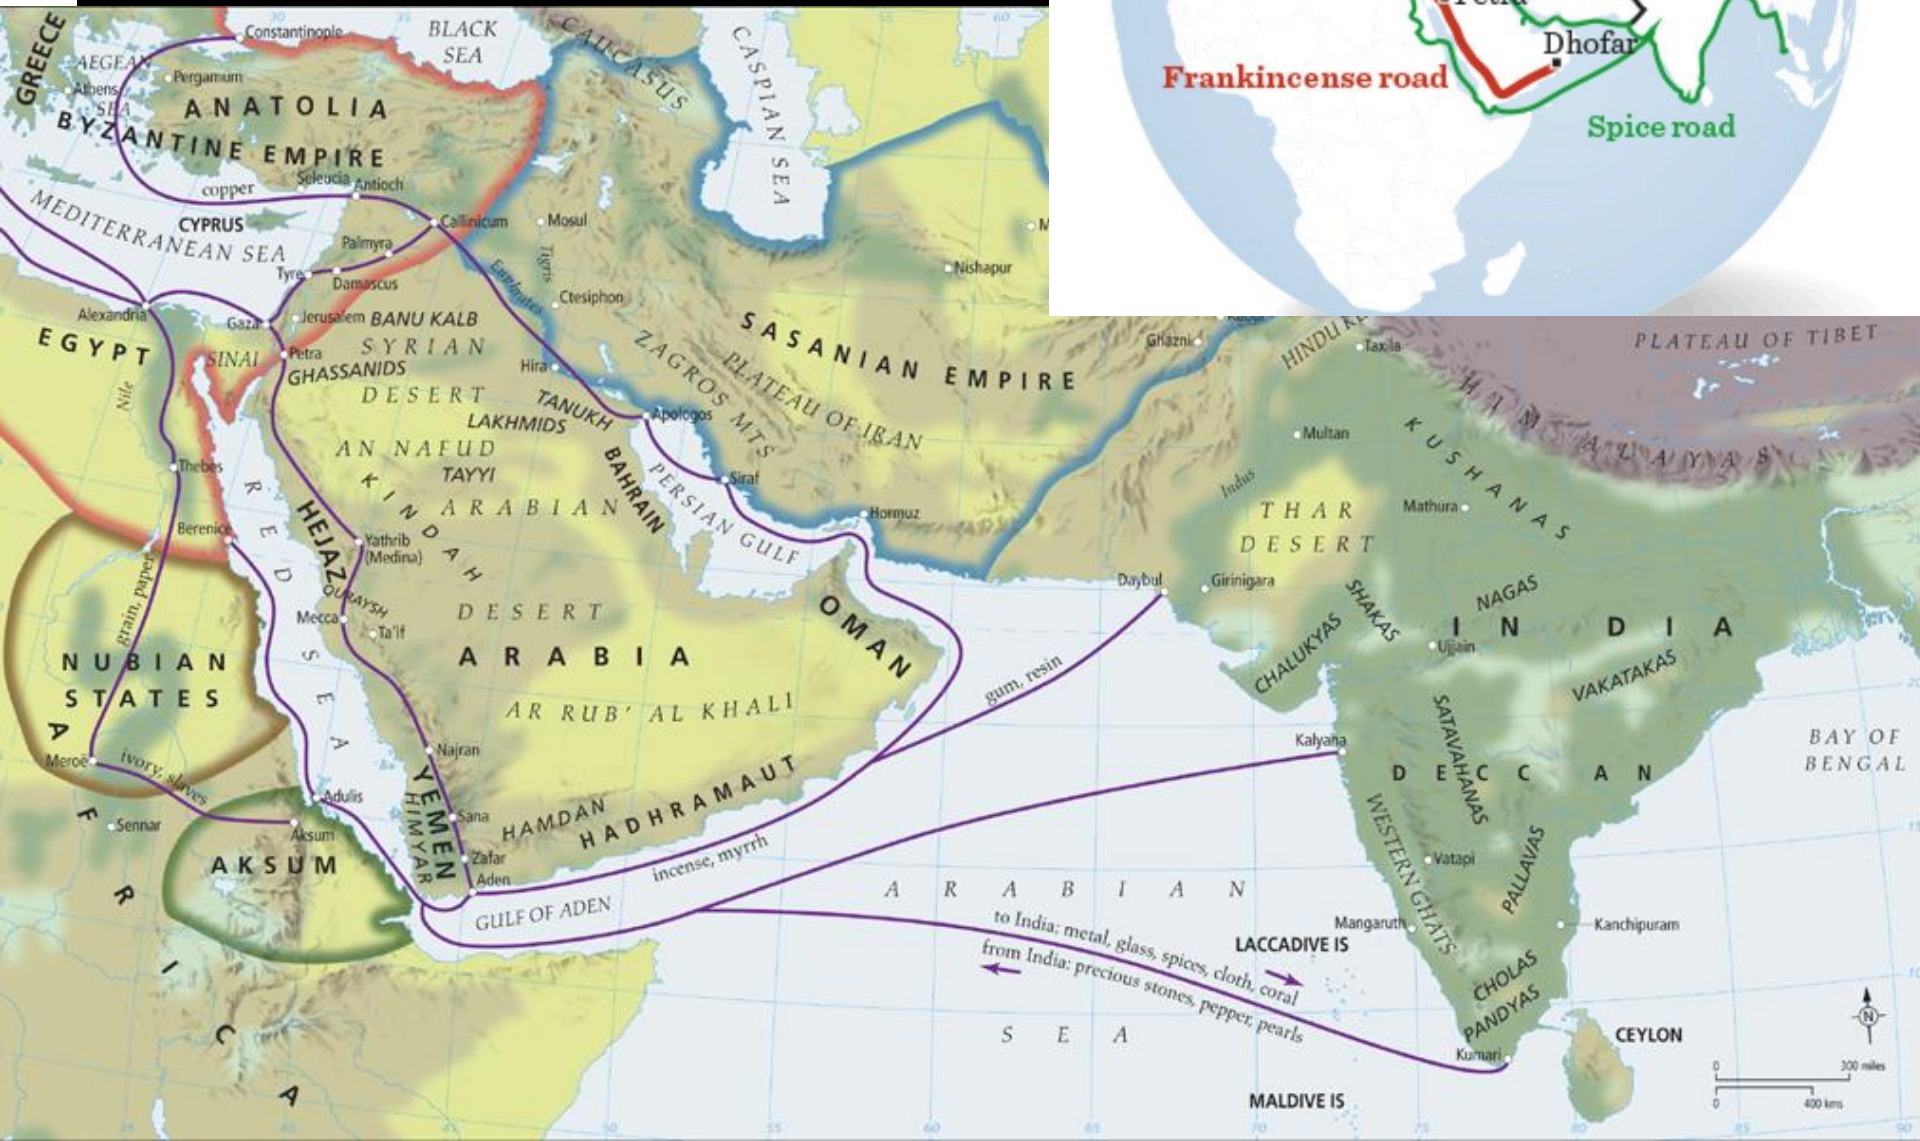 Petra
Dhofar
Frankincense road
Spice road
GREECE
AEGEAN
SEA
Athens
Constantinople
Pergamum
BLACK
SEA
CAUCASUS
CASPIAN SEA
ANATOLIA
BYZANTINE EMPIRE
copper
Seleucia
Antioch
CYPRUS
MEDITERRANEAN SEA
Callinicum
Mosul
Tigris
Palmyra
Tyre
Damascus
Euphrates
Ctesiphon
Nishapur
M
Alexandria
Gaza
Jerusalem
BANU KALB
EGYPT
SINAI
Petra
SYRIAN
DESERT
GHASSANIDS
Nile
Hira
TANUKH
LAKHMIDS
Apologos
ZAGROS MTS
PLATEAU OF IRAN
SASANIAN EMPIRE
AN NAFUD
TAYYI
KINDAH
ARABIAN
DESERT
BAHRAIN
PERSIAN GULF
Siraf
Hormuz
Thebes
Berenice
RED SEA
HEJAZ
Yathrib
(Medina)
QURAYSH
Mecca
Ta'if
ARABIA
OMAN
AR RUB' AL KHALI
grain, paper
NUBIAN
STATES
AFRICA
Meroë
ivory, slaves
Sennar
Adulis
Aksum
AKSUM
Najran
YEMEN
HIMYAR
Sana
Zafar
Aden
HAMDAN
HADHRAMAUT
GULF OF ADEN
incense, myrrh
gum, resin
ARABIAN
SEA
to India: metal, glass, spices, cloth, coral
from India: precious stones, pepper, pearls
LACCADIVE IS
MALDIVE IS
Ghazni
HINDU
Taxila
PLATEAU OF TIBET
HIMALAYAS
KUSHANAS
Multan
Indus
THAR
DESERT
Mathura
Daybul
Girinigara
SHAKAS
CHALUKYAS
NAGAS
INDIA
Ujjain
VAKATAKAS
Kalyana
SATAVAHANAS
DECCAN
WESTERN GHATS
Vatapi
PALLAVAS
Mangaruth
Kanchipuram
CHOLAS
PANDYAS
Kumari
CEYLON
BAY OF
BENGAL
N
0 300 miles
0 400 kms